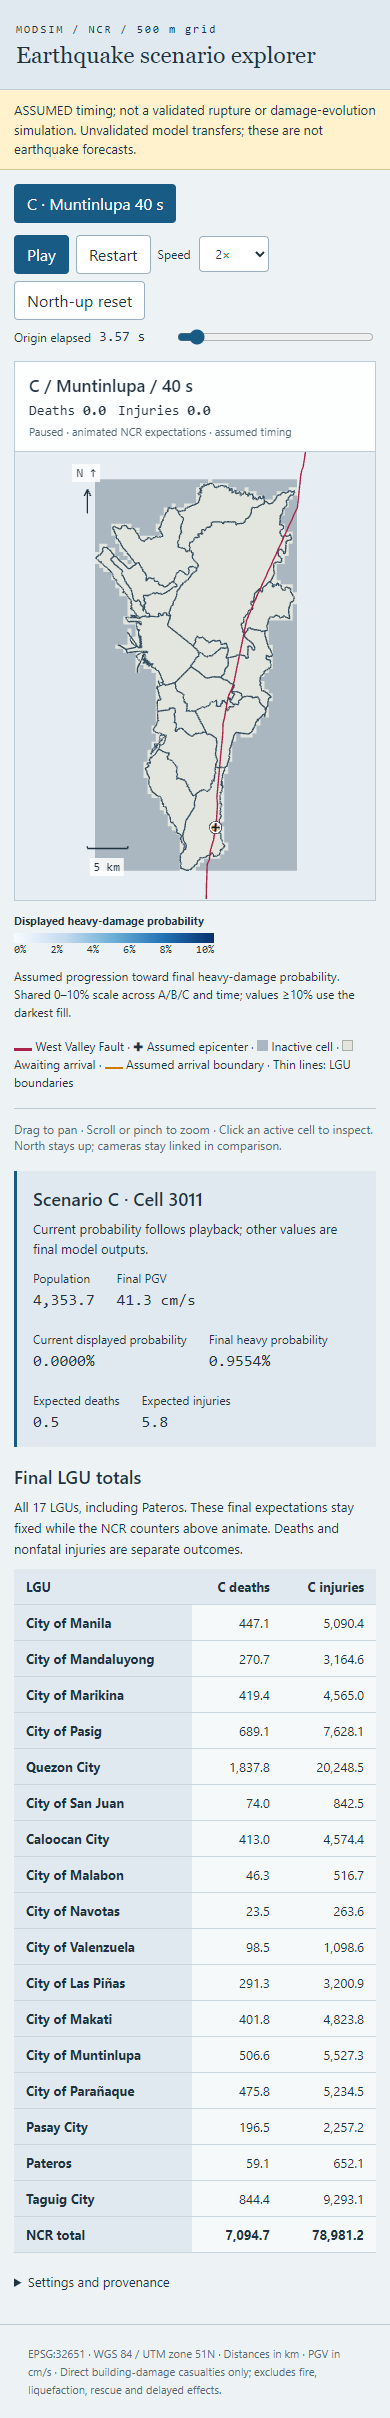 MODSIM / NCR / 500 m grid
Earthquake scenario explorer
ASSUMED timing; not a validated rupture or damage-evolution
simulation. Unvalidated model transfers; these are not
earthquake forecasts.
C · Muntinlupa 40 s
Play
Restart
Speed
2×
North-up reset
Origin elapsed 3.57 s
C / Muntinlupa / 40 s
Deaths 0.0 Injuries 0.0
Paused · animated NCR expectations · assumed timing
N ↑
5 km
Displayed heavy-damage probability
0% 2% 4% 6% 8% 10%
Assumed progression toward final heavy-damage probability.
Shared 0–10% scale across A/B/C and time; values ≥10% use the
darkest fill.
West Valley Fault · ✚ Assumed epicenter · Inactive cell ·
Awaiting arrival · Assumed arrival boundary · Thin lines: LGU
boundaries
Drag to pan · Scroll or pinch to zoom · Click an active cell to inspect.
North stays up; cameras stay linked in comparison.
Scenario C · Cell 3011
Current probability follows playback; other values are
final model outputs.
Population Final PGV
4,353.7 41.3 cm/s
Current displayed probability Final heavy probability
0.0000% 0.9554%
Expected deaths Expected injuries
0.5 5.8
Final LGU totals
All 17 LGUs, including Pateros. These final expectations stay
fixed while the NCR counters above animate. Deaths and
nonfatal injuries are separate outcomes.
LGU C deaths C injuries
City of Manila 447.1 5,090.4
City of Mandaluyong 270.7 3,164.6
City of Marikina 419.4 4,565.0
City of Pasig 689.1 7,628.1
Quezon City 1,837.8 20,248.5
City of San Juan 74.0 842.5
Caloocan City 413.0 4,574.4
City of Malabon 46.3 516.7
City of Navotas 23.5 263.6
City of Valenzuela 98.5 1,098.6
City of Las Piñas 291.3 3,200.9
City of Makati 401.8 4,823.8
City of Muntinlupa 506.6 5,527.3
City of Parañaque 475.8 5,234.5
Pasay City 196.5 2,257.2
Pateros 59.1 652.1
Taguig City 844.4 9,293.1
NCR total 7,094.7 78,981.2
▶ Settings and provenance
EPSG:32651 · WGS 84 / UTM zone 51N · Distances in km · PGV in
cm/s · Direct building-damage casualties only; excludes fire,
liquefaction, rescue and delayed effects.